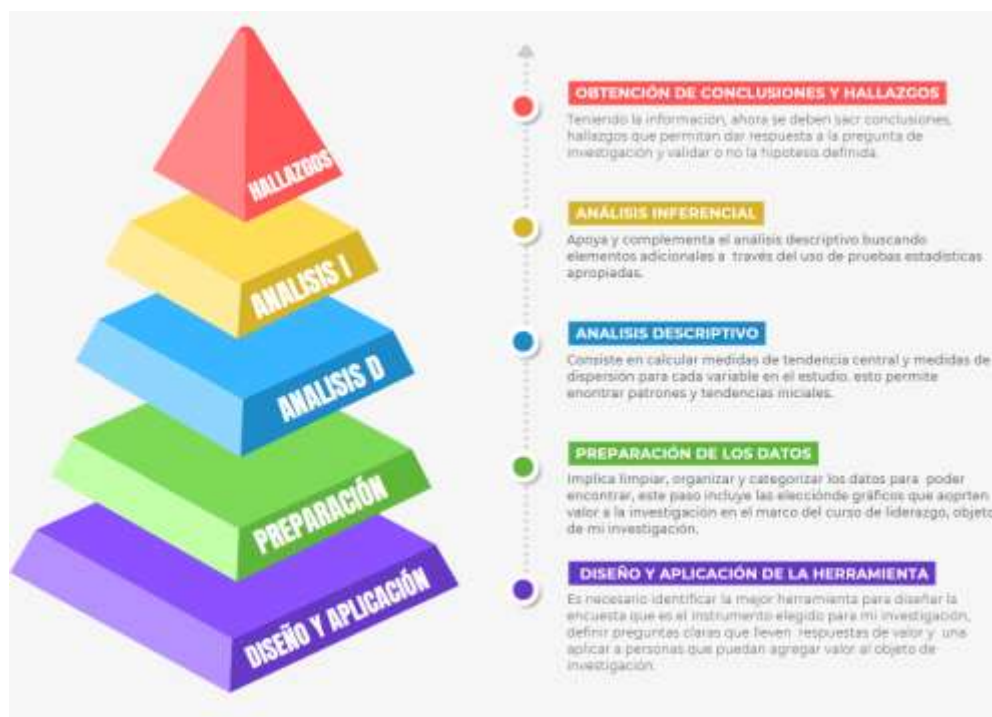 HALLAZGOS
ANALISIS I
ANALISIS D
PREPARACIÓN
DISEÑO Y APLICACIÓN
OBTENCIÓN DE CONCLUSIONES Y HALLAZGOS
Teniendo la información, ahora se deben sacr conclusiones,
hallazgos que permitan dar respuesta a la pregunta de
investigación y validar o no la hipotesis definida.
ANÁLISIS INFERENCIAL
Apoya y complementa el análisis descriptivo buscando
elementos adicionales a través del uso de pruebas estadísticas
apropiadas.
ANALISIS DESCRIPTIVO
Consiste en calcular medidas de tendencia central y medidas de
dispersión para cada variable en el estudio, esto permite
enontrar patrones y tendencias iniciales.
PREPARACIÓN DE LOS DATOS
Implica limpiar, organizar y categorizar los datos para poder
encontrar, este paso incluye las elecciónde gráficos que aoprten
valor a la investigación en el marco del curso de liderazgo, objeto
de mi investigación.
DISEÑO Y APLICACIÓN DE LA HERRAMIENTA
Es necesario identificar la mejor herramienta para diseñar la
encuesta que es el instrumento elegido para mi investigación,
definir preguntas claras que lleven respuestas de valor y una
aplicar a personas que puedan agregar valor al objeto de
investigación.